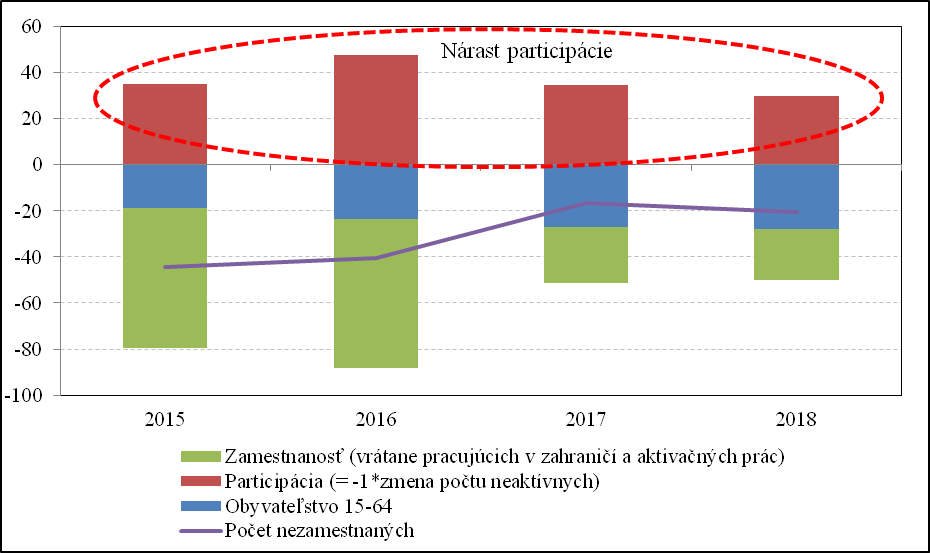 Nárast participácie
60
40
20
0
-20
-40
-60
-80
-100
2015 2016 2017 2018
Zamestnanosť (vrátane pracujúcich v zahraničí a aktivačných prác)
Participácia (= -1*zmena počtu neaktívnych)
Obyvateľstvo 15-64
Počet nezamestnaných